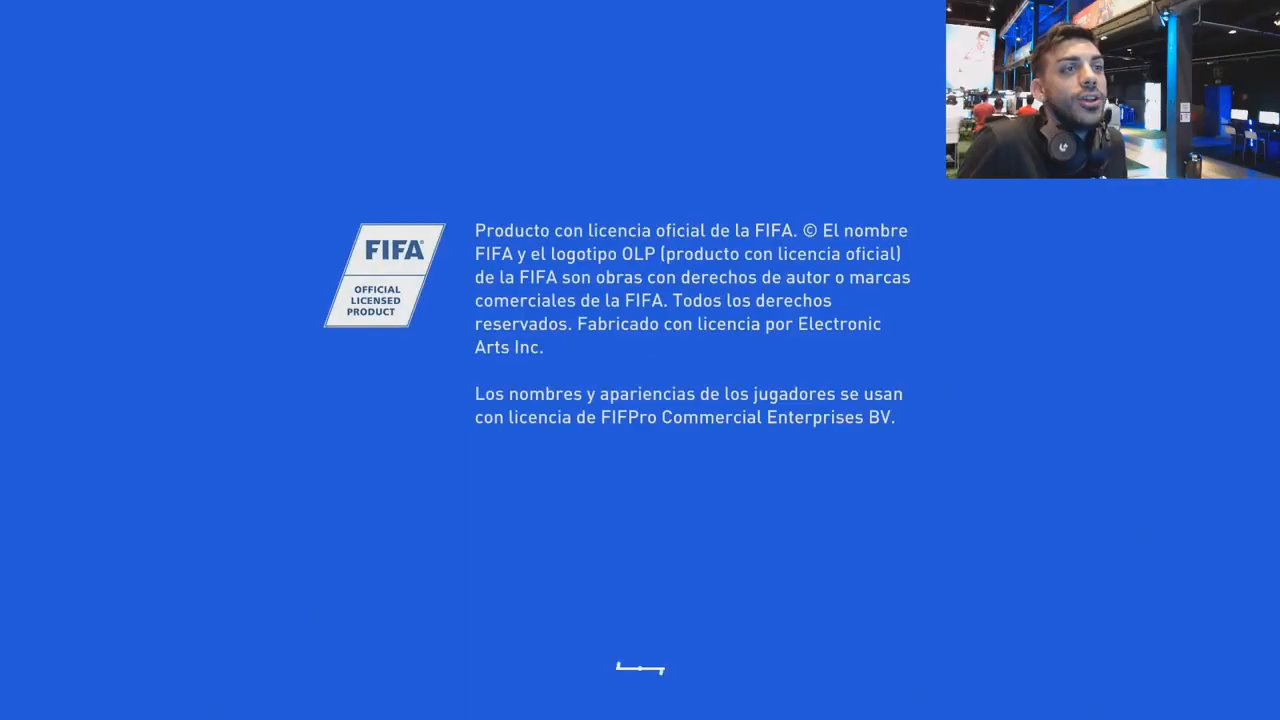 FIFA
OFFICIAL
LICENSED
PRODUCT
Producto con licencia oficial de la FIFA. © El nombre
FIFA y el logotipo OLP (producto con licencia oficial)
de la FIFA son obras con derechos de autor o marcas
comerciales de la FIFA. Todos los derechos
reservados. Fabricado con licencia por Electronic
Arts Inc.
Los nombres y apariencias de los jugadores se usan
con licencia de FIFPro Commercial Enterprises BV.